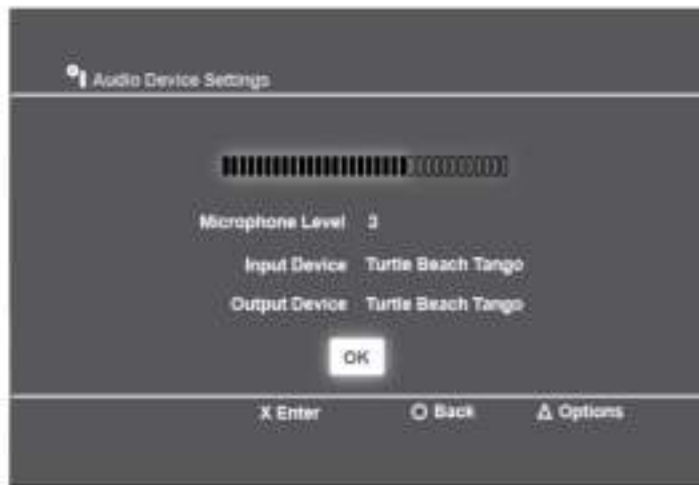 Audio Device Settings
Microphone Level 3
Input Device Turtle Beach Tango
Output Device Turtle Beach Tango
OK
X Enter O Back Δ Options